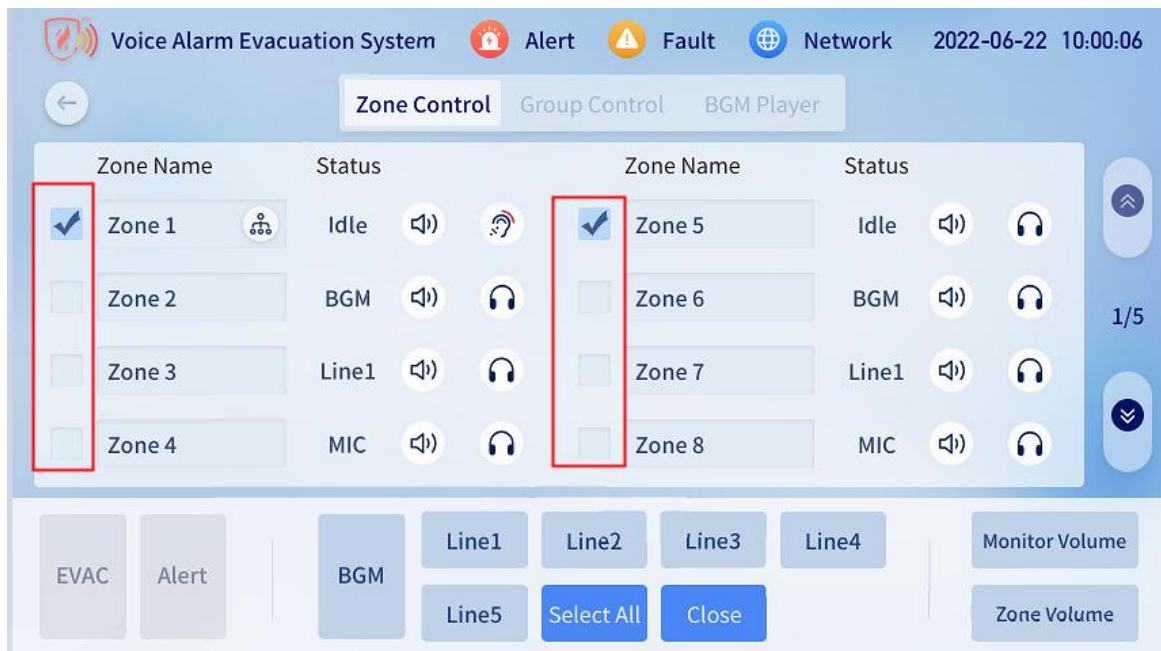 Voice Alarm Evacuation System Alert Fault Network 2022-06-22 10:00:06
Zone Control Group Control BGM Player
Zone Name Status Zone Name Status
Zone 1 Idle Zone 5 Idle
Zone 2 BGM Zone 6 BGM
1/5
Zone 3 Line1 Zone 7 Line1
Zone 4 MIC Zone 8 MIC
Line1 Line2 Line3 Line4 Monitor Volume
EVAC Alert BGM
Line5 Select All Close Zone Volume